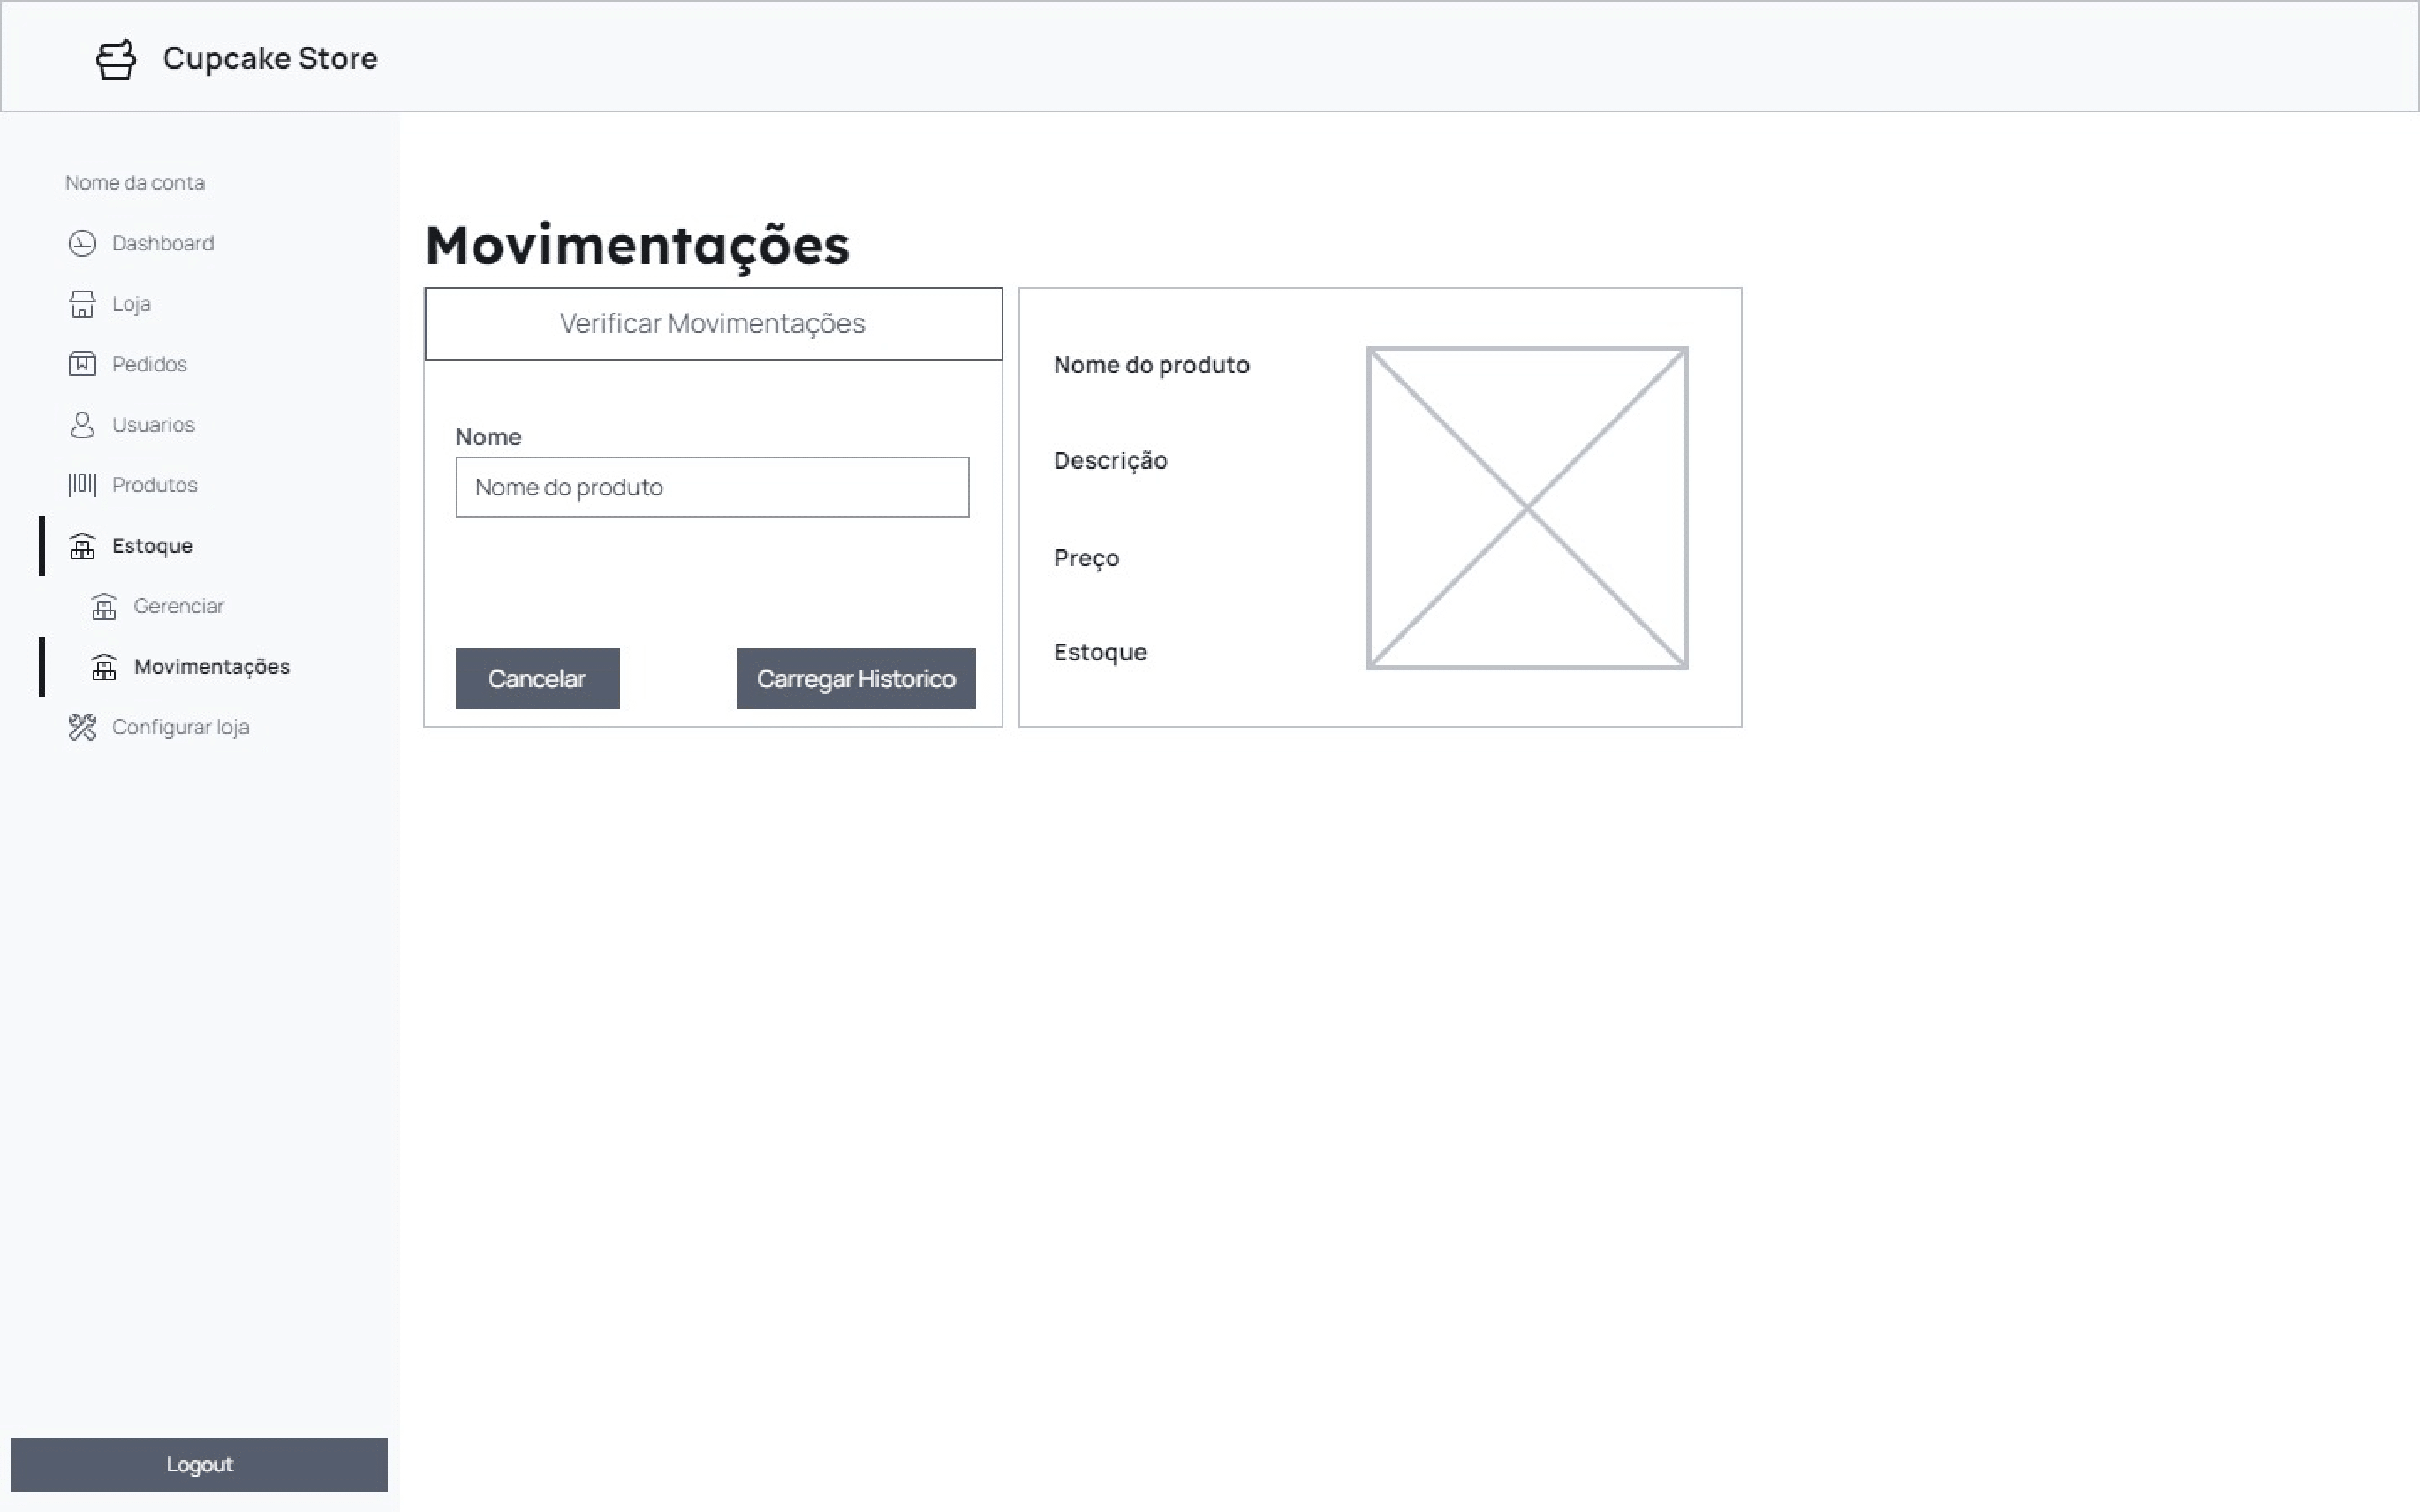 Cupcake Store
Nome da conta
Dashboard
Loja
Pedidos
Usuarios
Produtos
Estoque
Gerenciar
Movimentações
Configurar loja
Logout
Movimentações
Verificar Movimentações
Nome
Nome do produto
Cancelar
Carregar Historico
Nome do produto
Descrição
Preço
Estoque